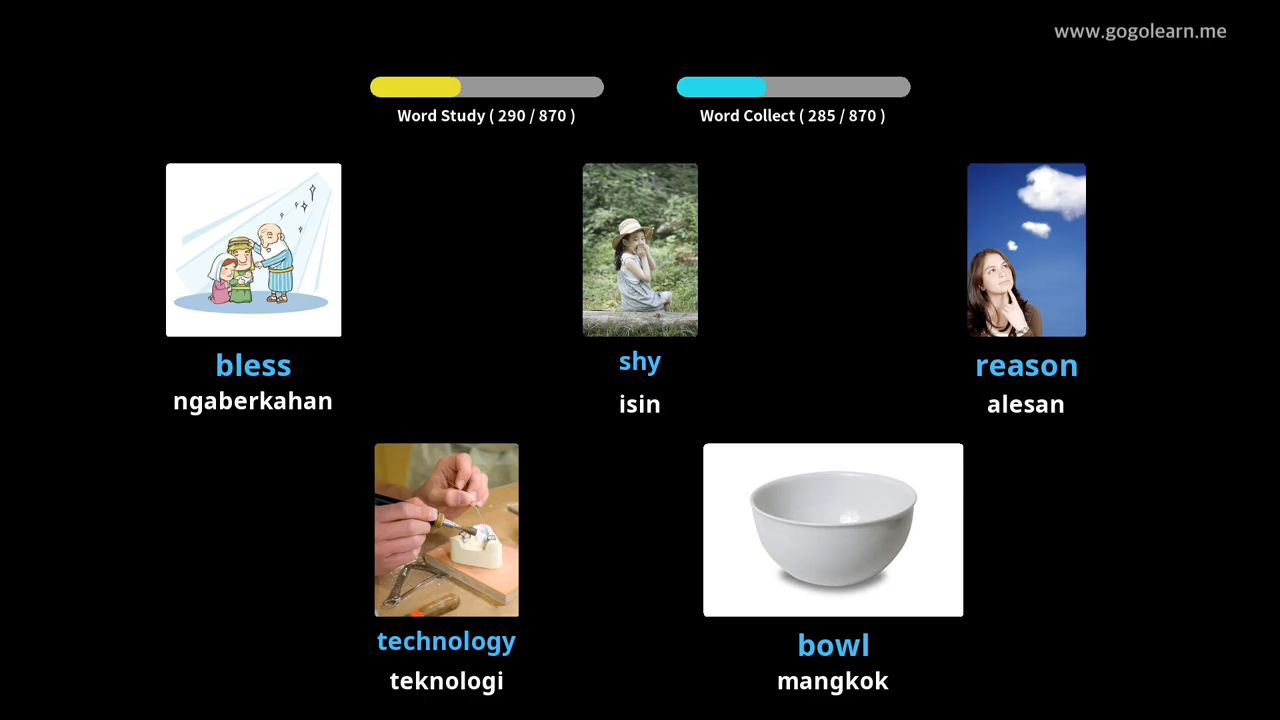 www.gogolearn.me
Word Study ( 290 / 870 )
Word Collect ( 285 / 870 )
bless
ngaberkahan
shy
isin
reason
alesan
technology
teknologi
bowl
mangkok